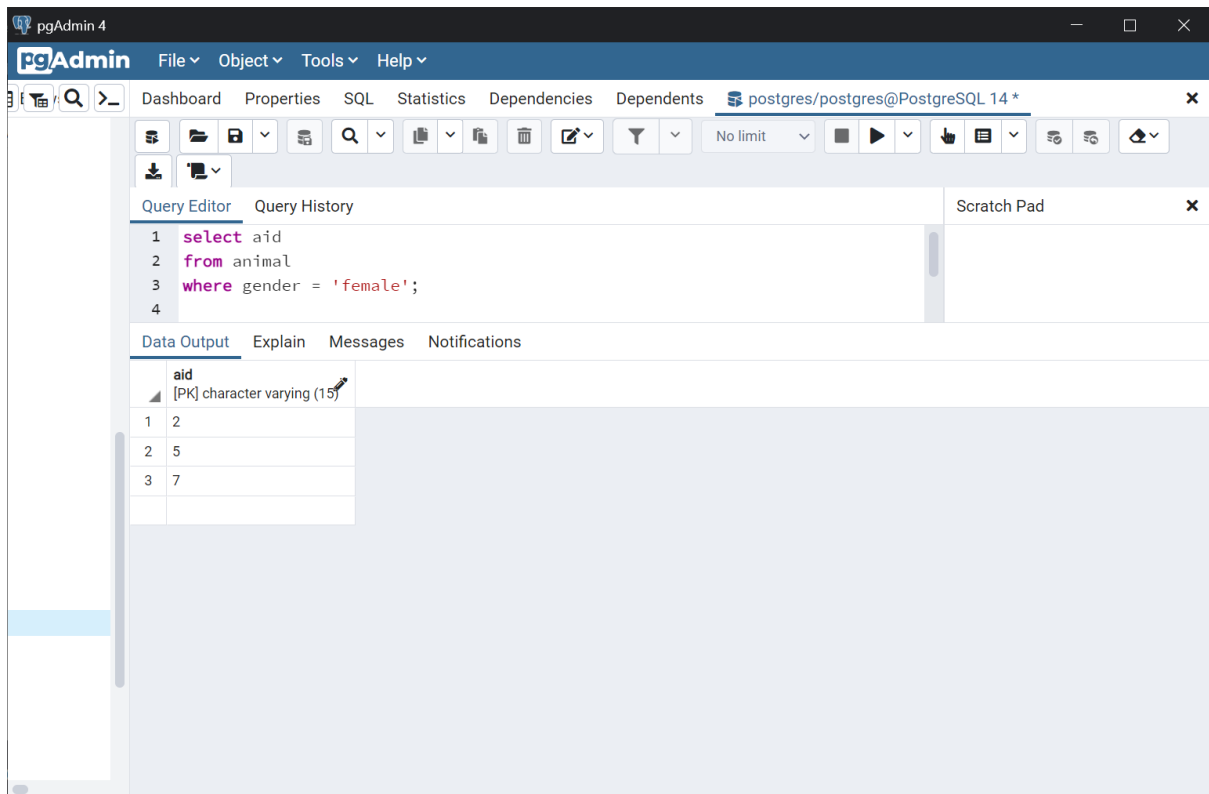 pgAdmin 4
pgAdmin File Object Tools Help
Dashboard Properties SQL Statistics Dependencies Dependents postgres/postgres@PostgreSQL 14 *
No limit
Query Editor Query History Scratch Pad
1 select aid
2 from animal
3 where gender = 'female';
4
Data Output Explain Messages Notifications
aid
[PK] character varying (15)
1 2
2 5
3 7